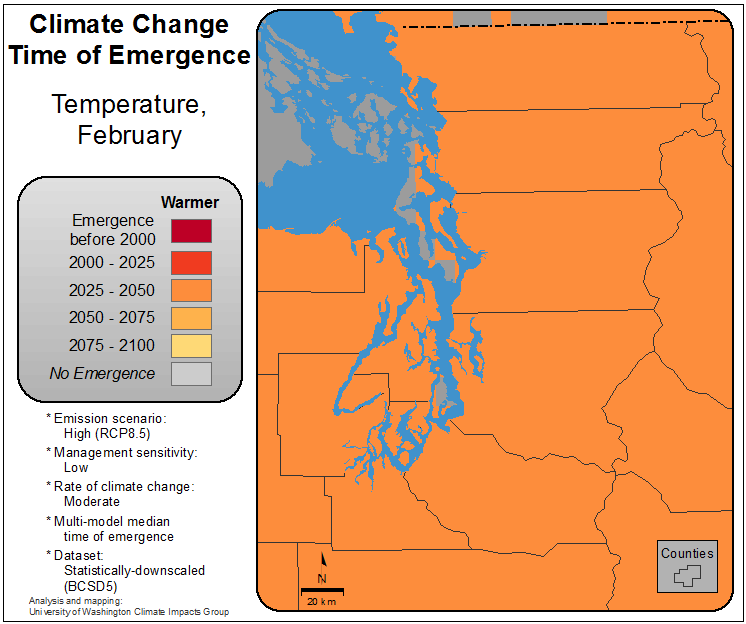 Climate Change
Time of Emergence
Temperature,
February
Warmer
Emergence
before 2000
2000 - 2025
2025 - 2050
2050 - 2075
2075 - 2100
No Emergence
* Emission scenario:
High (RCP8.5)
* Management sensitivity:
Low
* Rate of climate change:
Moderate
* Multi-model median
time of emergence
* Dataset:
Statistically-downscaled
(BCSD5)
Analysis and mapping:
University of Washington Climate Impacts Group
N
20 km
Counties